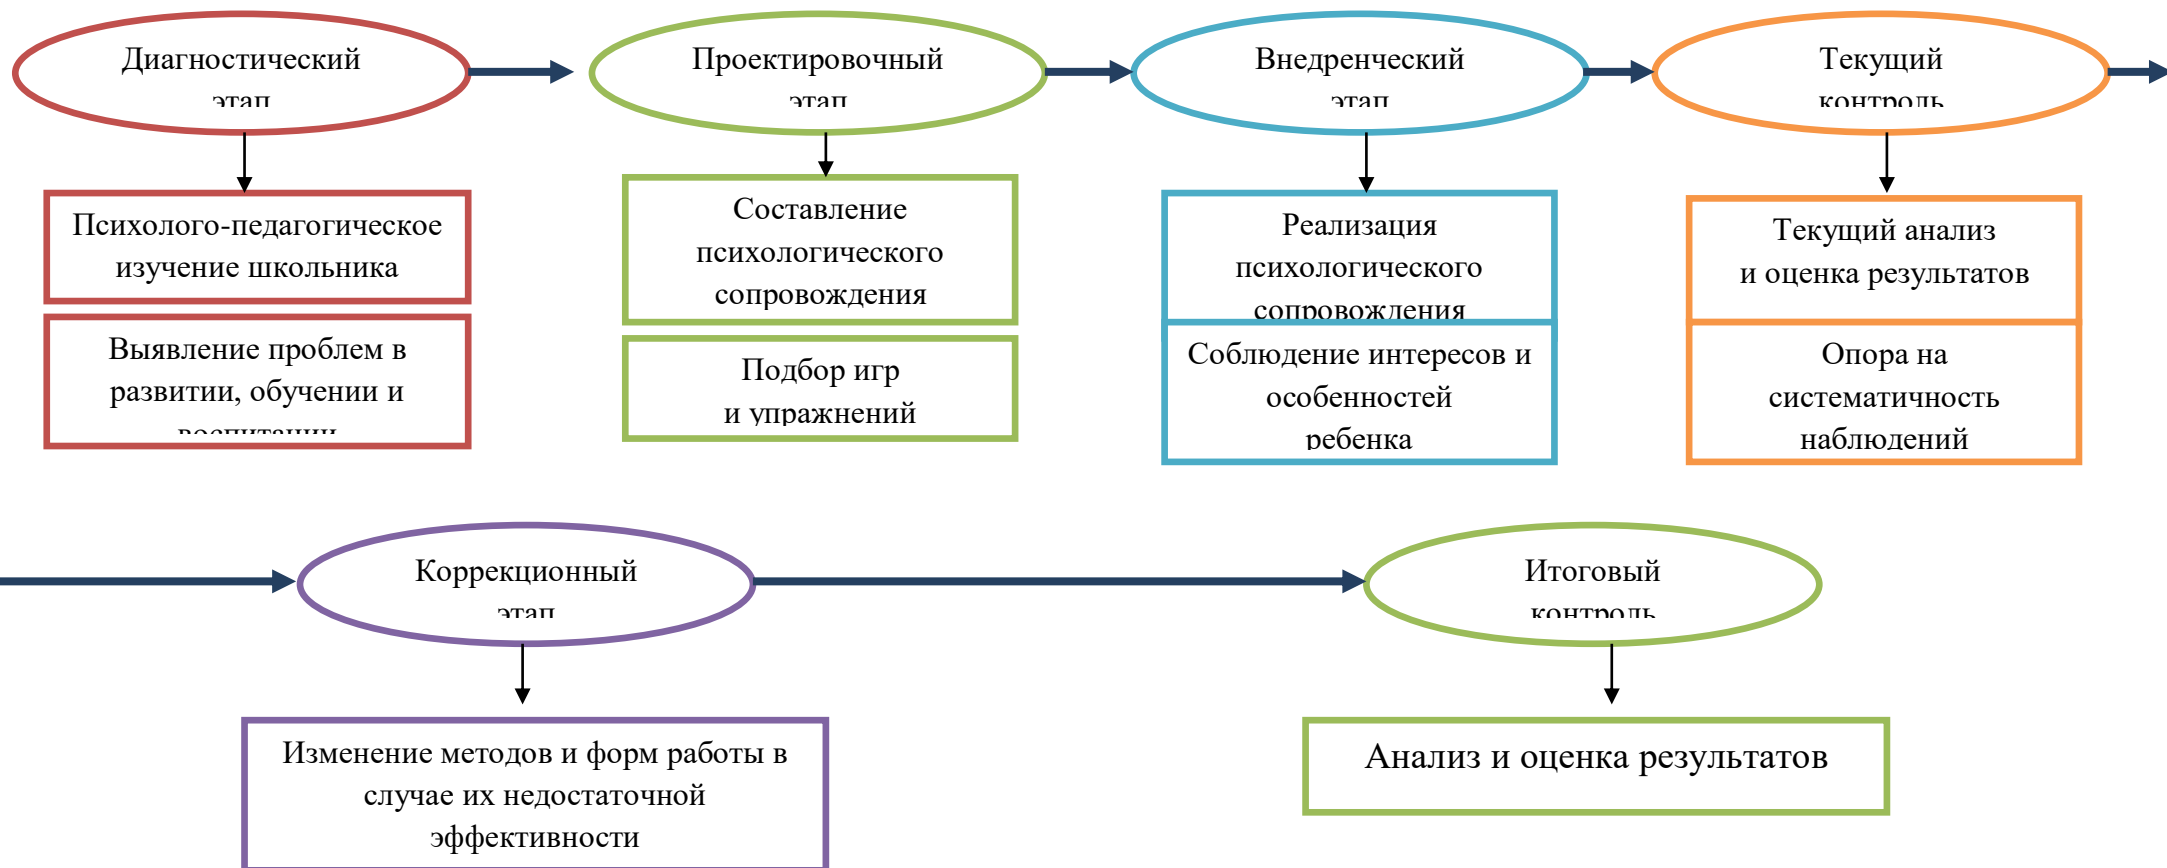 Диагностический
этап
Проектировочный
этап
Внедренческий
этап
Текущий
контроль
Психолого-педагогическое
изучение школьника
Выявление проблем в
развитии, обучении и
воспитании
Составление
психологического
сопровождения
Подбор игр
и упражнений
Реализация
психологического
сопровождения
Соблюдение интересов и
особенностей
ребенка
Текущий анализ
и оценка результатов
Опора на
систематичность
наблюдений
Коррекционный
этап
Итоговый
контроль
Изменение методов и форм работы в
случае их недостаточной
эффективности
Анализ и оценка результатов